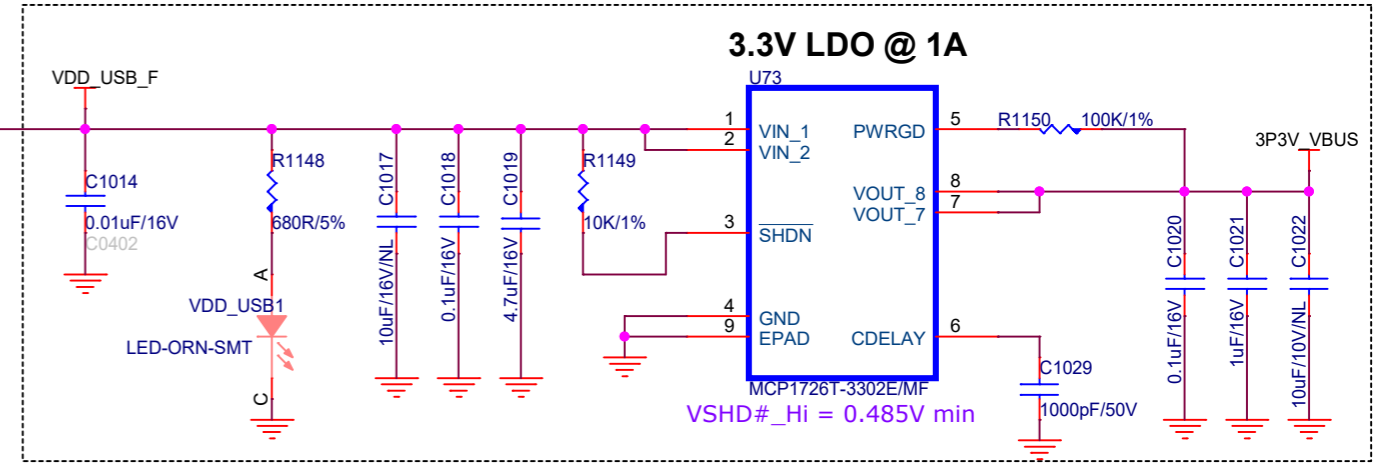 3.3V LDO @ 1A
VDD_USB_F
U73
1
VIN_1
2
VIN_2
PWRGD
5
R1150
100K/1%
3P3V_VBUS
C1014
0.01uF/16V
C0402
R1148
680R/5%
C1017
10uF/16V/NL
C1018
0.1uF/16V
C1019
4.7uF/16V
R1149
10K/1%
3
SHDN
VOUT_8
8
VOUT_7
7
C1020
0.1uF/16V
C1021
1uF/16V
C1022
10uF/10V/NL
A
VDD_USB1
LED-ORN-SMT
C
4
GND
9
EPAD
CDELAY
6
C1029
1000pF/50V
MCP1726T-3302E/MF
VSHD#_Hi = 0.485V min